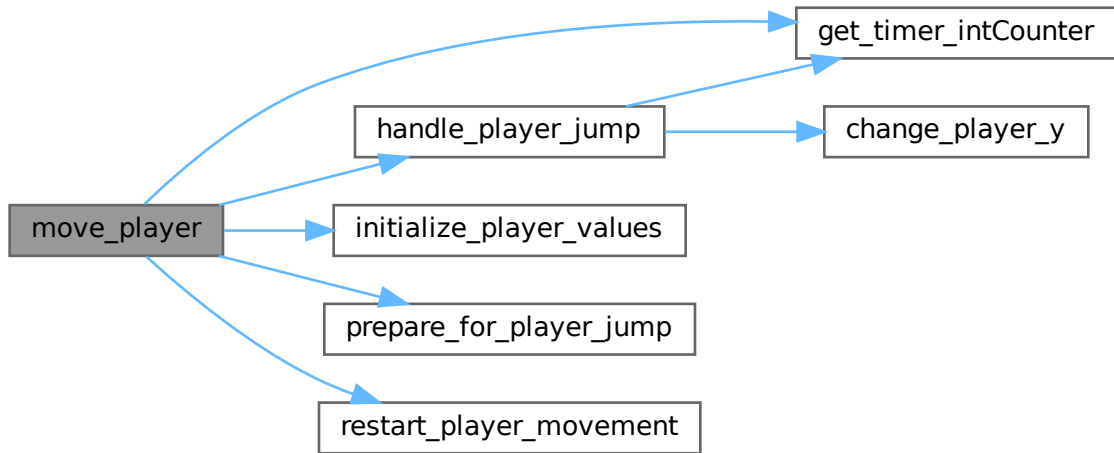 get_timer_intCounter
handle_player_jump
change_player_y
move_player
initialize_player_values
prepare_for_player_jump
restart_player_movement